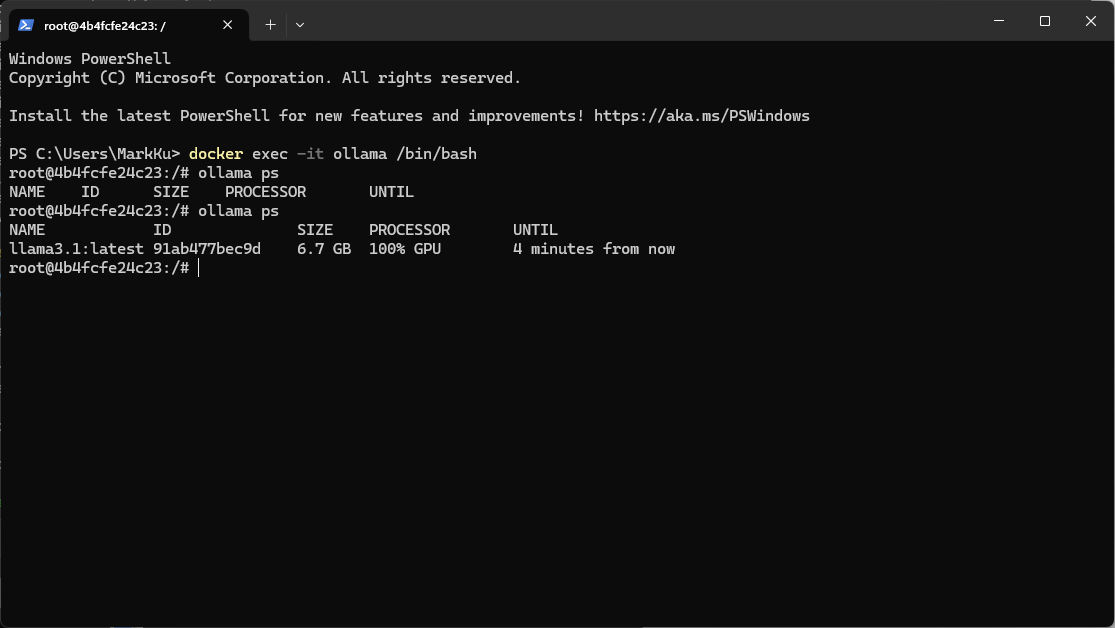 root@4b4fcfe24c23: /
Windows PowerShell
Copyright (C) Microsoft Corporation. All rights reserved.
Install the latest PowerShell for new features and improvements! https://aka.ms/PSWindows
PS C:\Users\MarkKu> docker exec -it ollama /bin/bash
root@4b4fcfe24c23:/# ollama ps
NAME    ID      SIZE    PROCESSOR       UNTIL
root@4b4fcfe24c23:/# ollama ps
NAME            ID              SIZE    PROCESSOR       UNTIL
llama3.1:latest 91ab477bec9d    6.7 GB  100% GPU        4 minutes from now
root@4b4fcfe24c23:/#